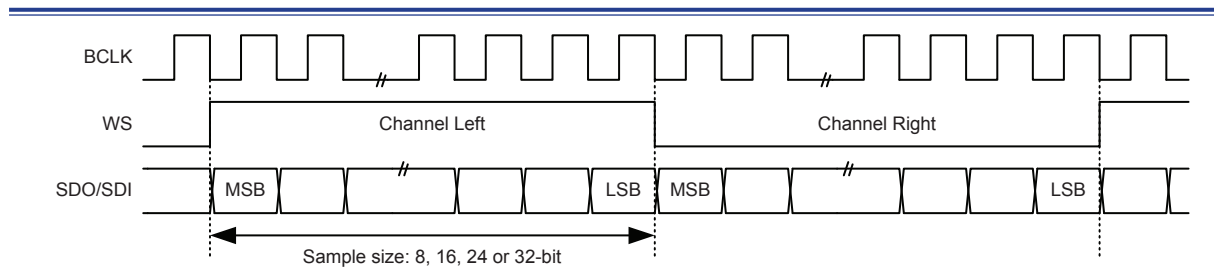 BCLK
WS
Channel Left
Channel Right
SDO/SDI
MSB
LSB
MSB
LSB
Sample size: 8, 16, 24 or 32-bit